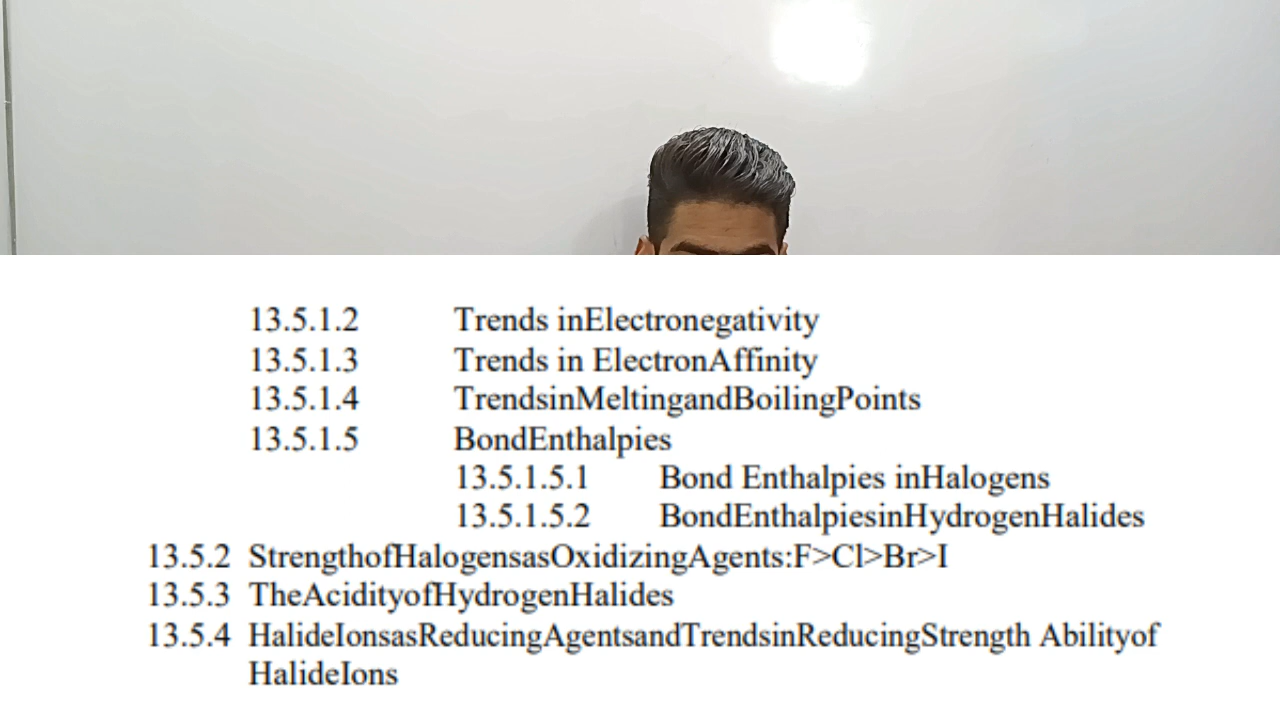 13.5.1.2 Trends inElectronegativity
13.5.1.3 Trends in ElectronAffinity
13.5.1.4 TrendsinMeltingandBoilingPoints
13.5.1.5 BondEnthalpies
13.5.1.5.1 Bond Enthalpies inHalogens
13.5.1.5.2 BondEnthalpiesinHydrogenHalides
13.5.2 StrengthofHalogensasOxidizingAgents:F>Cl>Br>I
13.5.3 TheAcidityofHydrogenHalides
13.5.4 HalideIonsasReducingAgentsandTrendsinReducingStrength Abilityof
HalideIons